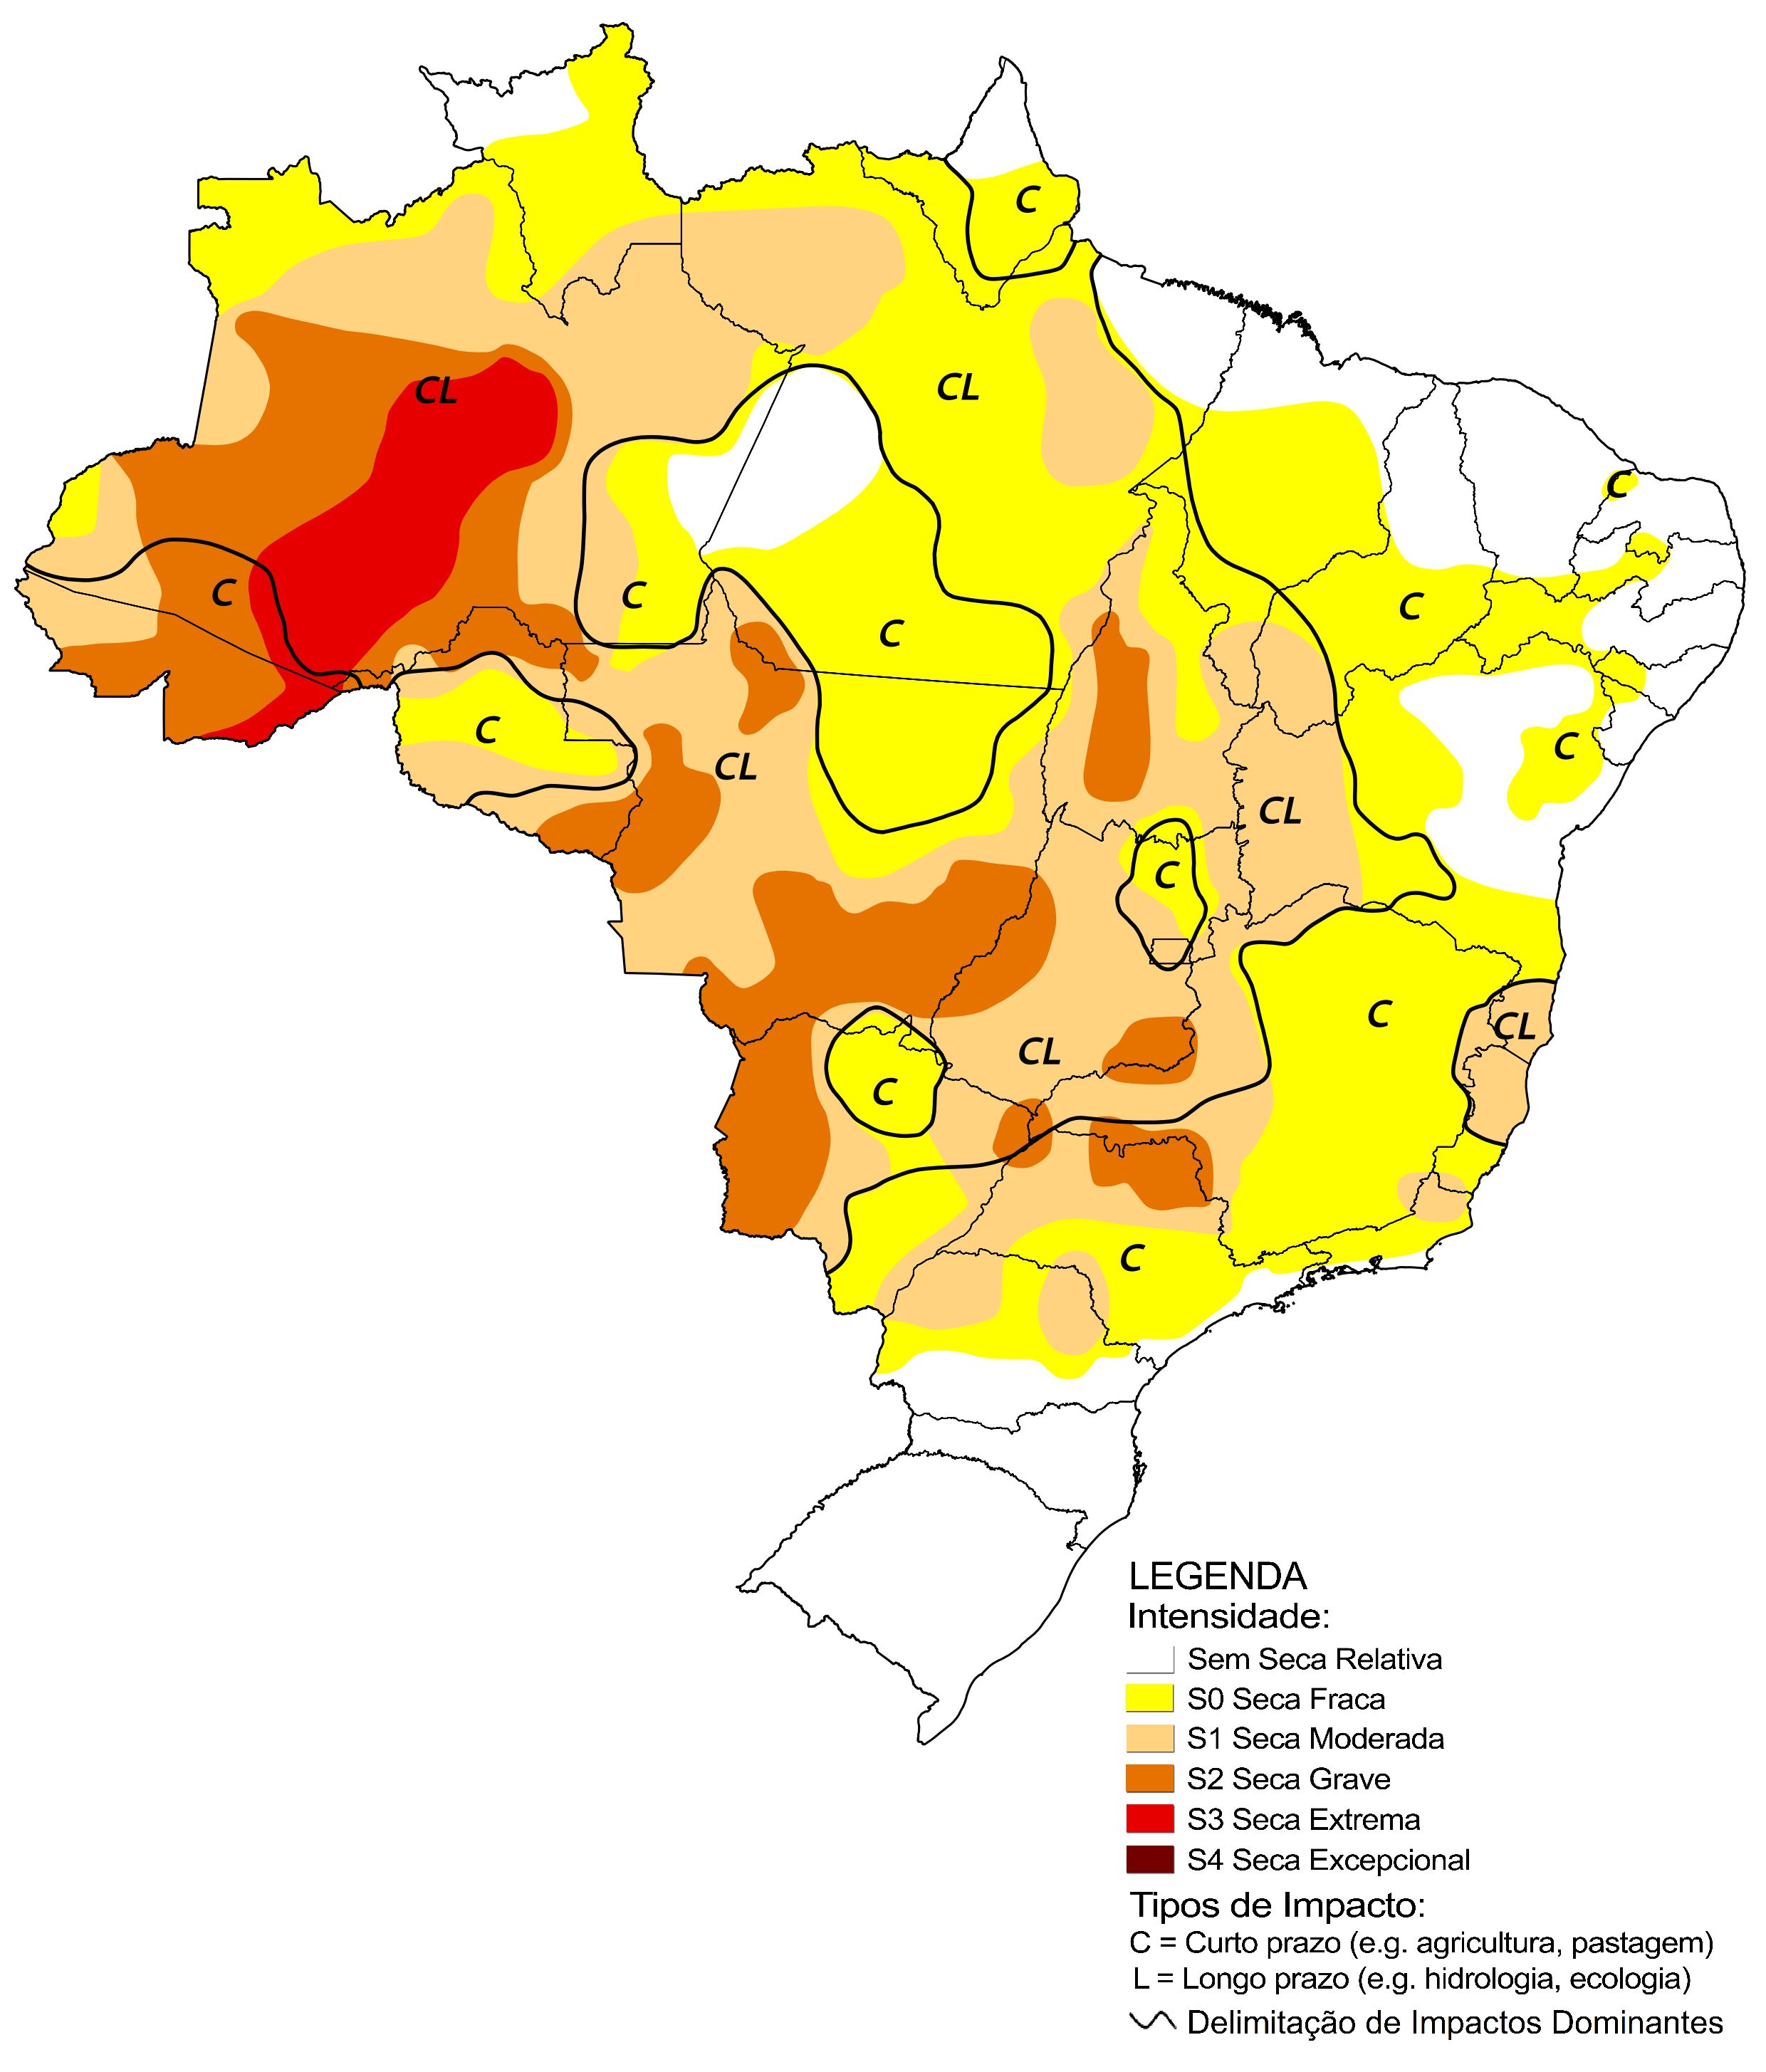 C
CL
CL
C
C
C
C
C
C
C
CL
CL
C
C
CL
CL
C
C
LEGENDA
Intensidade:
Sem Seca Relativa
S0 Seca Fraca
S1 Seca Moderada
S2 Seca Grave
S3 Seca Extrema
S4 Seca Excepcional
Tipos de Impacto:
C = Curto prazo (e.g. agricultura, pastagem)
L = Longo prazo (e.g. hidrologia, ecologia)
Delimitação de Impactos Dominantes